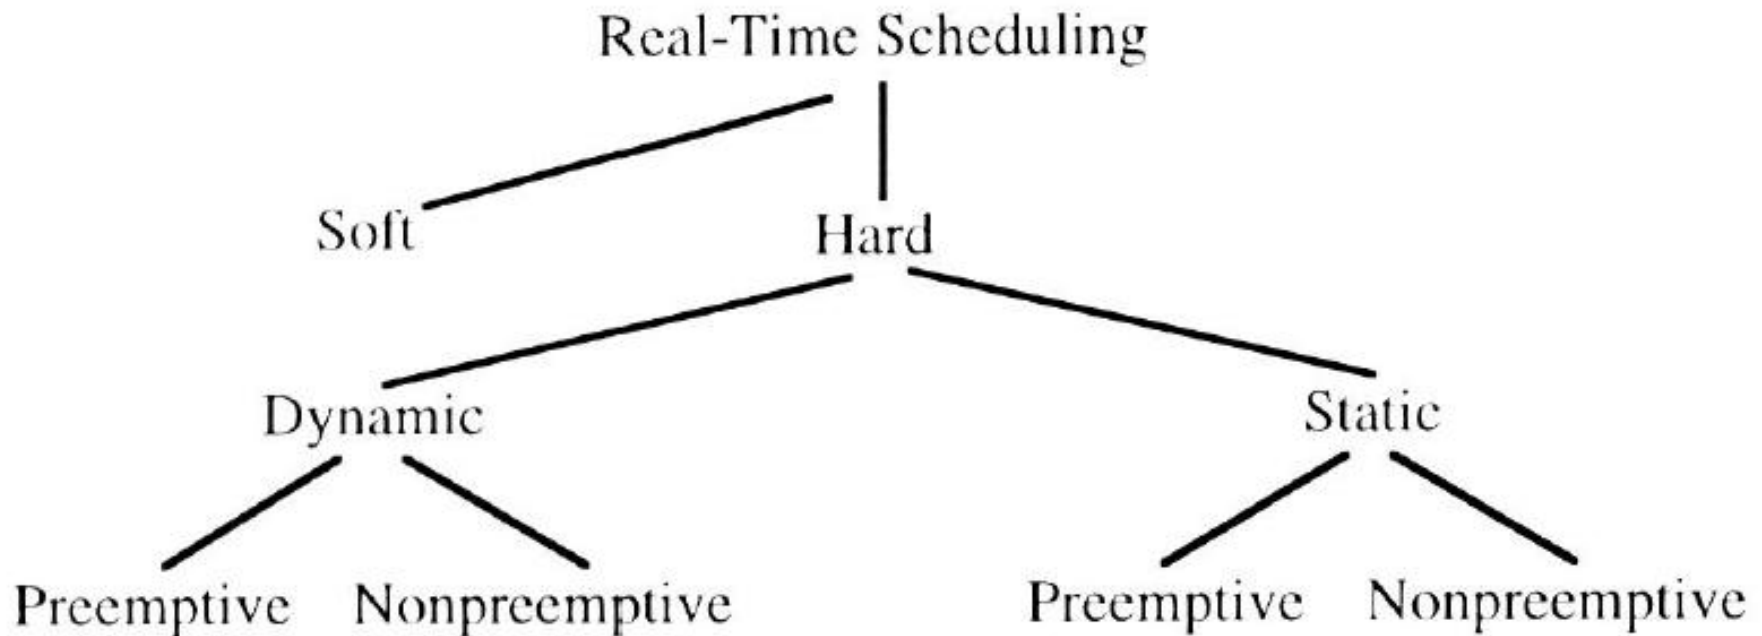 Real-Time Scheduling
Soft
Hard
Dynamic
Static
Preemptive
Nonpreemptive
Preemptive
Nonpreemptive